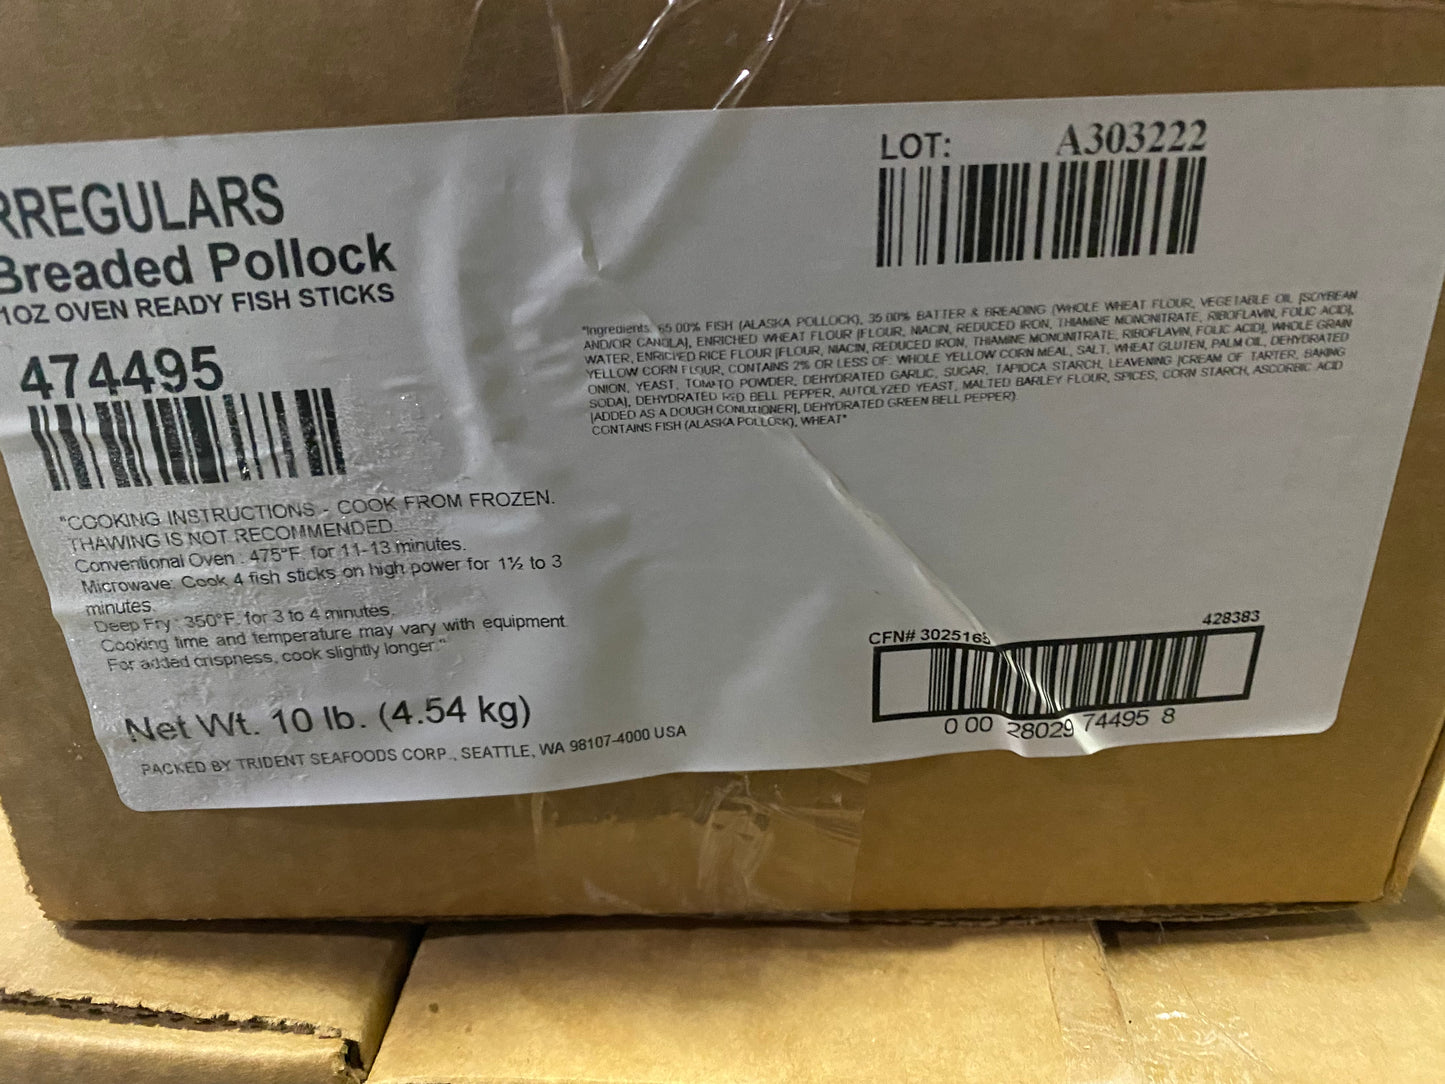 RREGULARS
Breaded Pollock
1OZ OVEN READY FISH STICKS
474495
"COOKING INSTRUCTIONS - COOK FROM FROZEN.
THAWING IS NOT RECOMMENDED.
Conventional Oven : 475°F. for 11-13 minutes.
Microwave: Cook 4 fish sticks on high power for 1½ to 3
minutes.
Deep Fry : 350°F. for 3 to 4 minutes.
Cooking time and temperature may vary with equipment.
For added crispness, cook slightly longer."
Net Wt. 10 lb. (4.54 kg)
PACKED BY TRIDENT SEAFOODS CORP., SEATTLE, WA 98107-4000 USA
LOT: A303222
"Ingredients: 65.00% FISH (ALASKA POLLOCK), 35.00% BATTER & BREADING (WHOLE WHEAT FLOUR, VEGETABLE OIL [SOYBEAN
AND/OR CANOLA], ENRICHED WHEAT FLOUR [FLOUR, NIACIN, REDUCED IRON, THIAMINE MONONITRATE, RIBOFLAVIN, FOLIC ACID],
WATER, ENRICHED RICE FLOUR [FLOUR, NIACIN, REDUCED IRON, THIAMINE MONONITRATE, RIBOFLAVIN, FOLIC ACID], WHOLE GRAIN
YELLOW CORN FLOUR, CONTAINS 2% OR LESS OF: WHOLE YELLOW CORN MEAL, SALT, WHEAT GLUTEN, PALM OIL, DEHYDRATED
ONION, YEAST, TOMATO POWDER, DEHYDRATED GARLIC, SUGAR, TAPIOCA STARCH, LEAVENING [CREAM OF TARTER, BAKING
SODA], DEHYDRATED RED BELL PEPPER, AUTOLYZED YEAST, MALTED BARLEY FLOUR, SPICES, CORN STARCH, ASCORBIC ACID
[ADDED AS A DOUGH CONDITIONER], DEHYDRATED GREEN BELL PEPPER)
CONTAINS FISH (ALASKA POLLOCK), WHEAT"
CFN# 3025165 428383
0 00 28029 74495 8